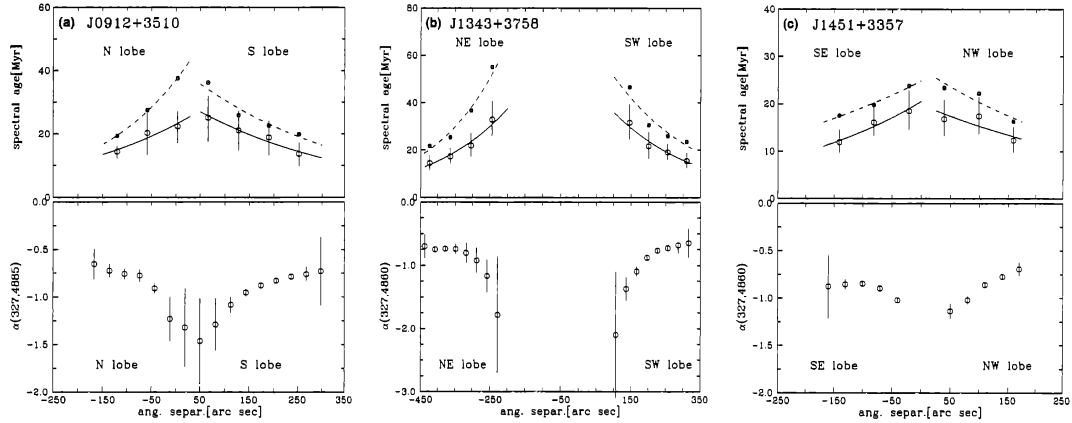 (a) J0912+3510
N lobe
S lobe
spectral age[Myr]
60
40
20
0
α(327,4885)
0.0
−0.5
−1.0
−1.5
−2.0
N lobe
S lobe
−250
−150
−50
50
150
250
350
ang. separ.[arc sec]
(b) J1343+3758
NE lobe
SW lobe
spectral age[Myr]
80
60
40
20
0
α(327,4860)
0.0
−1.0
−2.0
−3.0
NE lobe
SW lobe
−450
−250
−50
150
350
ang. separ.[arc sec]
(c) J1451+3357
SE lobe
NW lobe
spectral age[Myr]
40
30
20
10
0
α(327,4860)
0.0
−0.5
−1.0
−1.5
−2.0
SE lobe
NW lobe
−250
−150
−50
50
150
250
ang. separ.[arc sec]